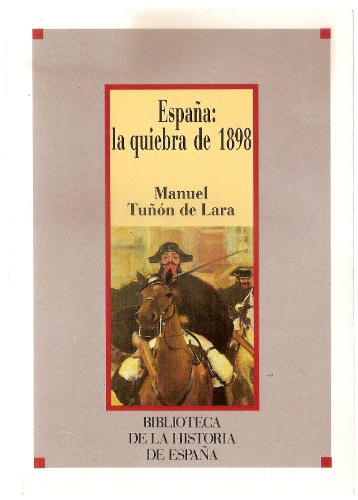 España:
la quiebra de 1898
Manuel
Tuñón de Lara
BIBLIOTECA
DE LA HISTORIA
DE ESPAÑA